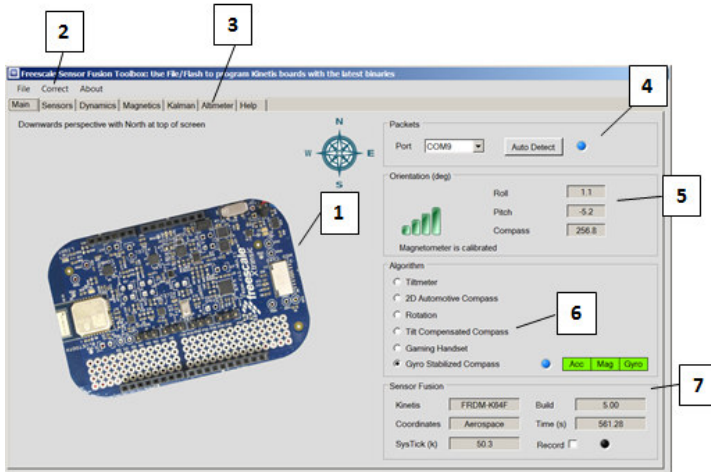 2
3
Freescale Sensor Fusion Toolbox: Use File/Flash to program Kinetis boards with the latest binaries
File Correct About
Main Sensors Dynamics Magnetics Kalman Altimeter Help
4
Downwards perspective with North at top of screen
N
W E
S
Packets
Port COM9 Auto Detect
Orientation (deg)
Roll 1.1
Pitch -5.2
Compass 256.8
Magnetometer is calibrated
5
1
freescale
Algorithm
Tiltmeter
2D Automotive Compass
Rotation
Tilt Compensated Compass
Gaming Handset
Gyro Stabilized Compass Acc Mag Gyro
6
Sensor Fusion
Kinetis FRDM-K64F Build 5.00
Coordinates Aerospace Time (s) 561.28
SysTick (k) 50.3 Record
7